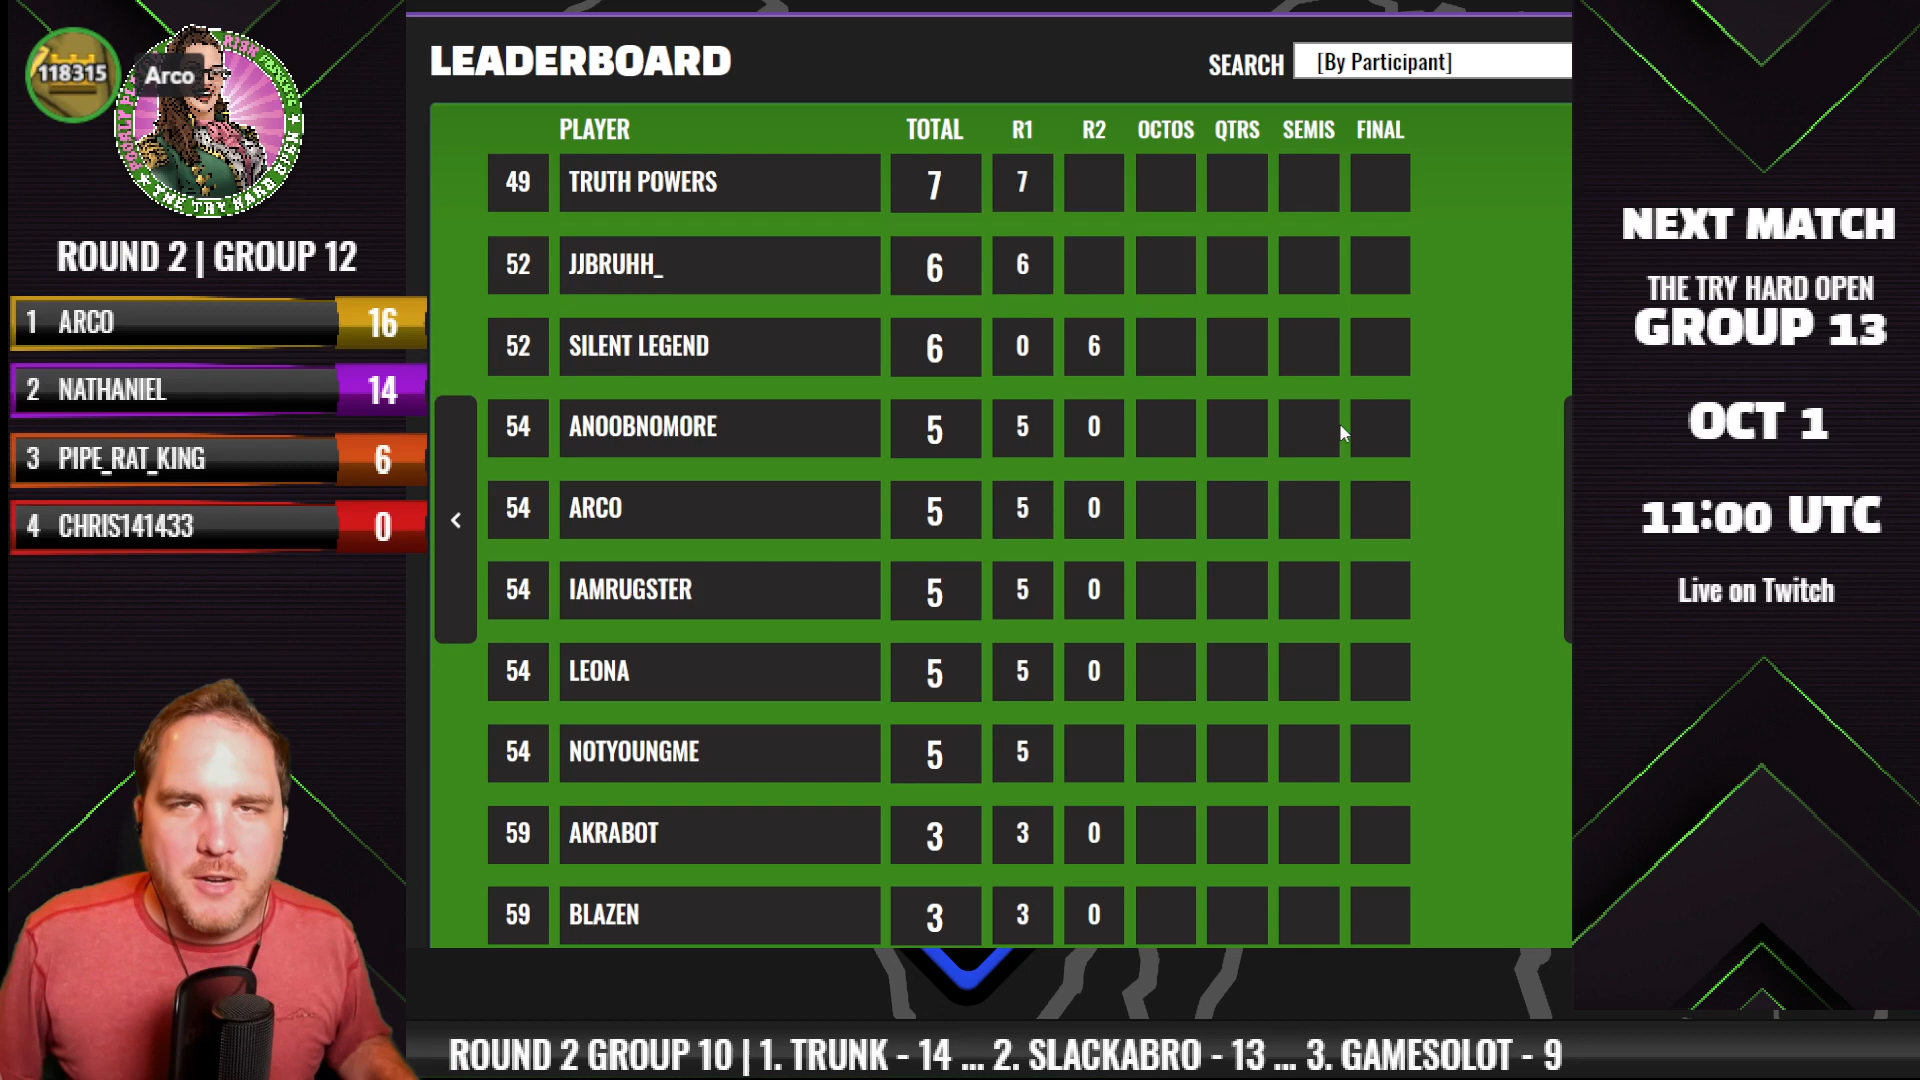 118315
Arco
THE TRY HARD
ROUND 2 | GROUP 12
1 ARCO 16
2 NATHANIEL 14
3 PIPE_RAT_KING 6
4 CHRIS141433 0
LEADERBOARD
SEARCH [By Participant]
PLAYER TOTAL R1 R2 OCTOS QTRS SEMIS FINAL
49 TRUTH POWERS 7 7
52 JJBRUHH_ 6 6
52 SILENT LEGEND 6 0 6
54 ANOOBNOMORE 5 5 0
54 ARCO 5 5 0
54 IAMRUGSTER 5 5 0
54 LEONA 5 5 0
54 NOTYOUNGME 5 5
59 AKRABOT 3 3 0
59 BLAZEN 3 3 0
NEXT MATCH
THE TRY HARD OPEN
GROUP 13
OCT 1
11:00 UTC
Live on Twitch
ROUND 2 GROUP 10 | 1. TRUNK - 14 ... 2. SLACKABRO - 13 ... 3. GAMESOLOT - 9